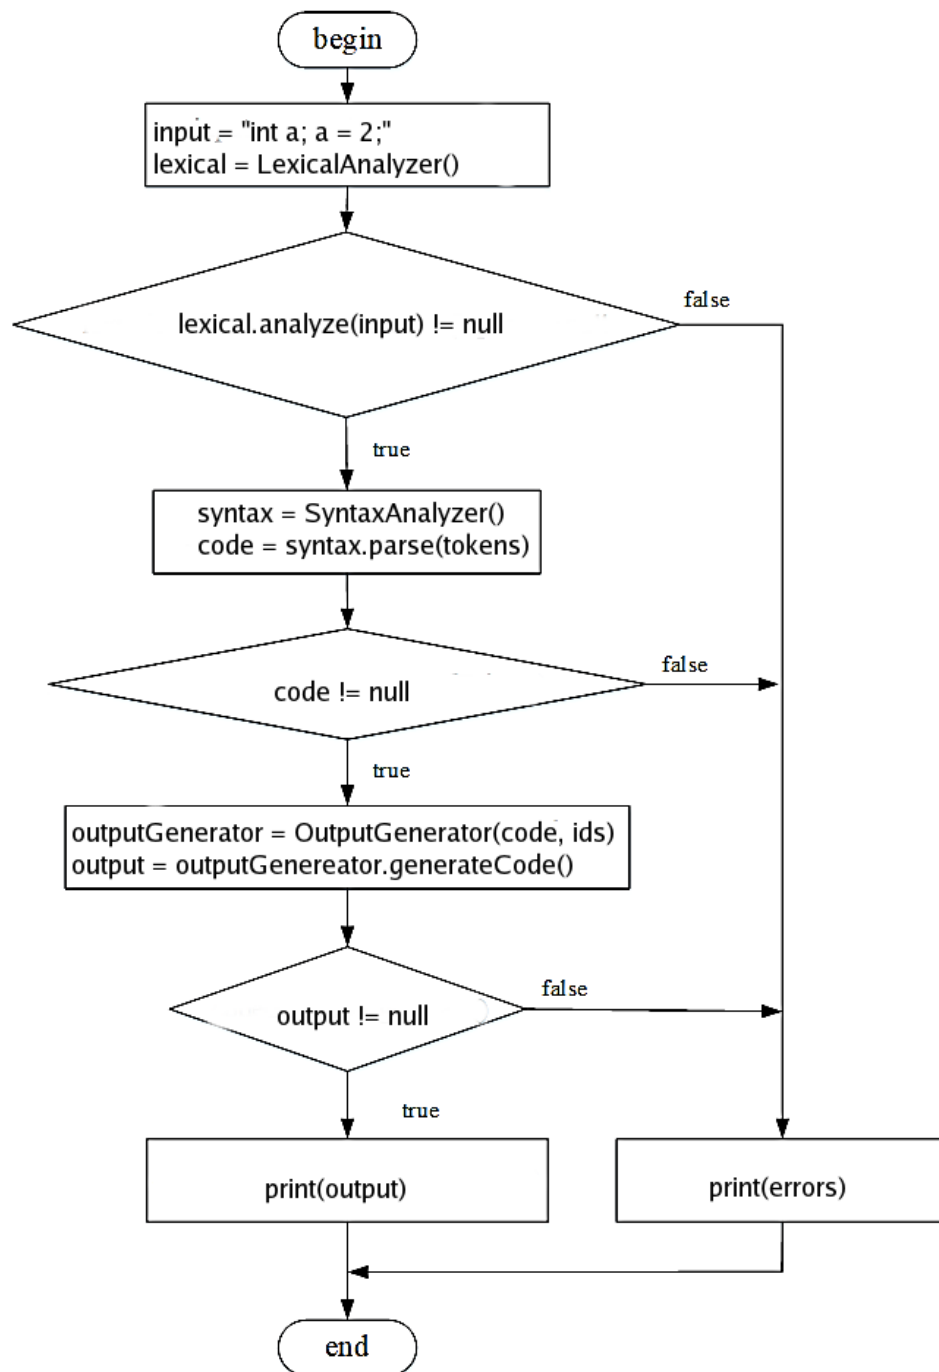 begin
input = "int a; a = 2;"
lexical = LexicalAnalyzer()
false
lexical.analyze(input) != null
true
syntax = SyntaxAnalyzer()
code = syntax.parse(tokens)
false
code != null
true
outputGenerator = OutputGenerator(code, ids)
output = outputGenereator.generateCode()
false
output != null
true
print(output)
print(errors)
end